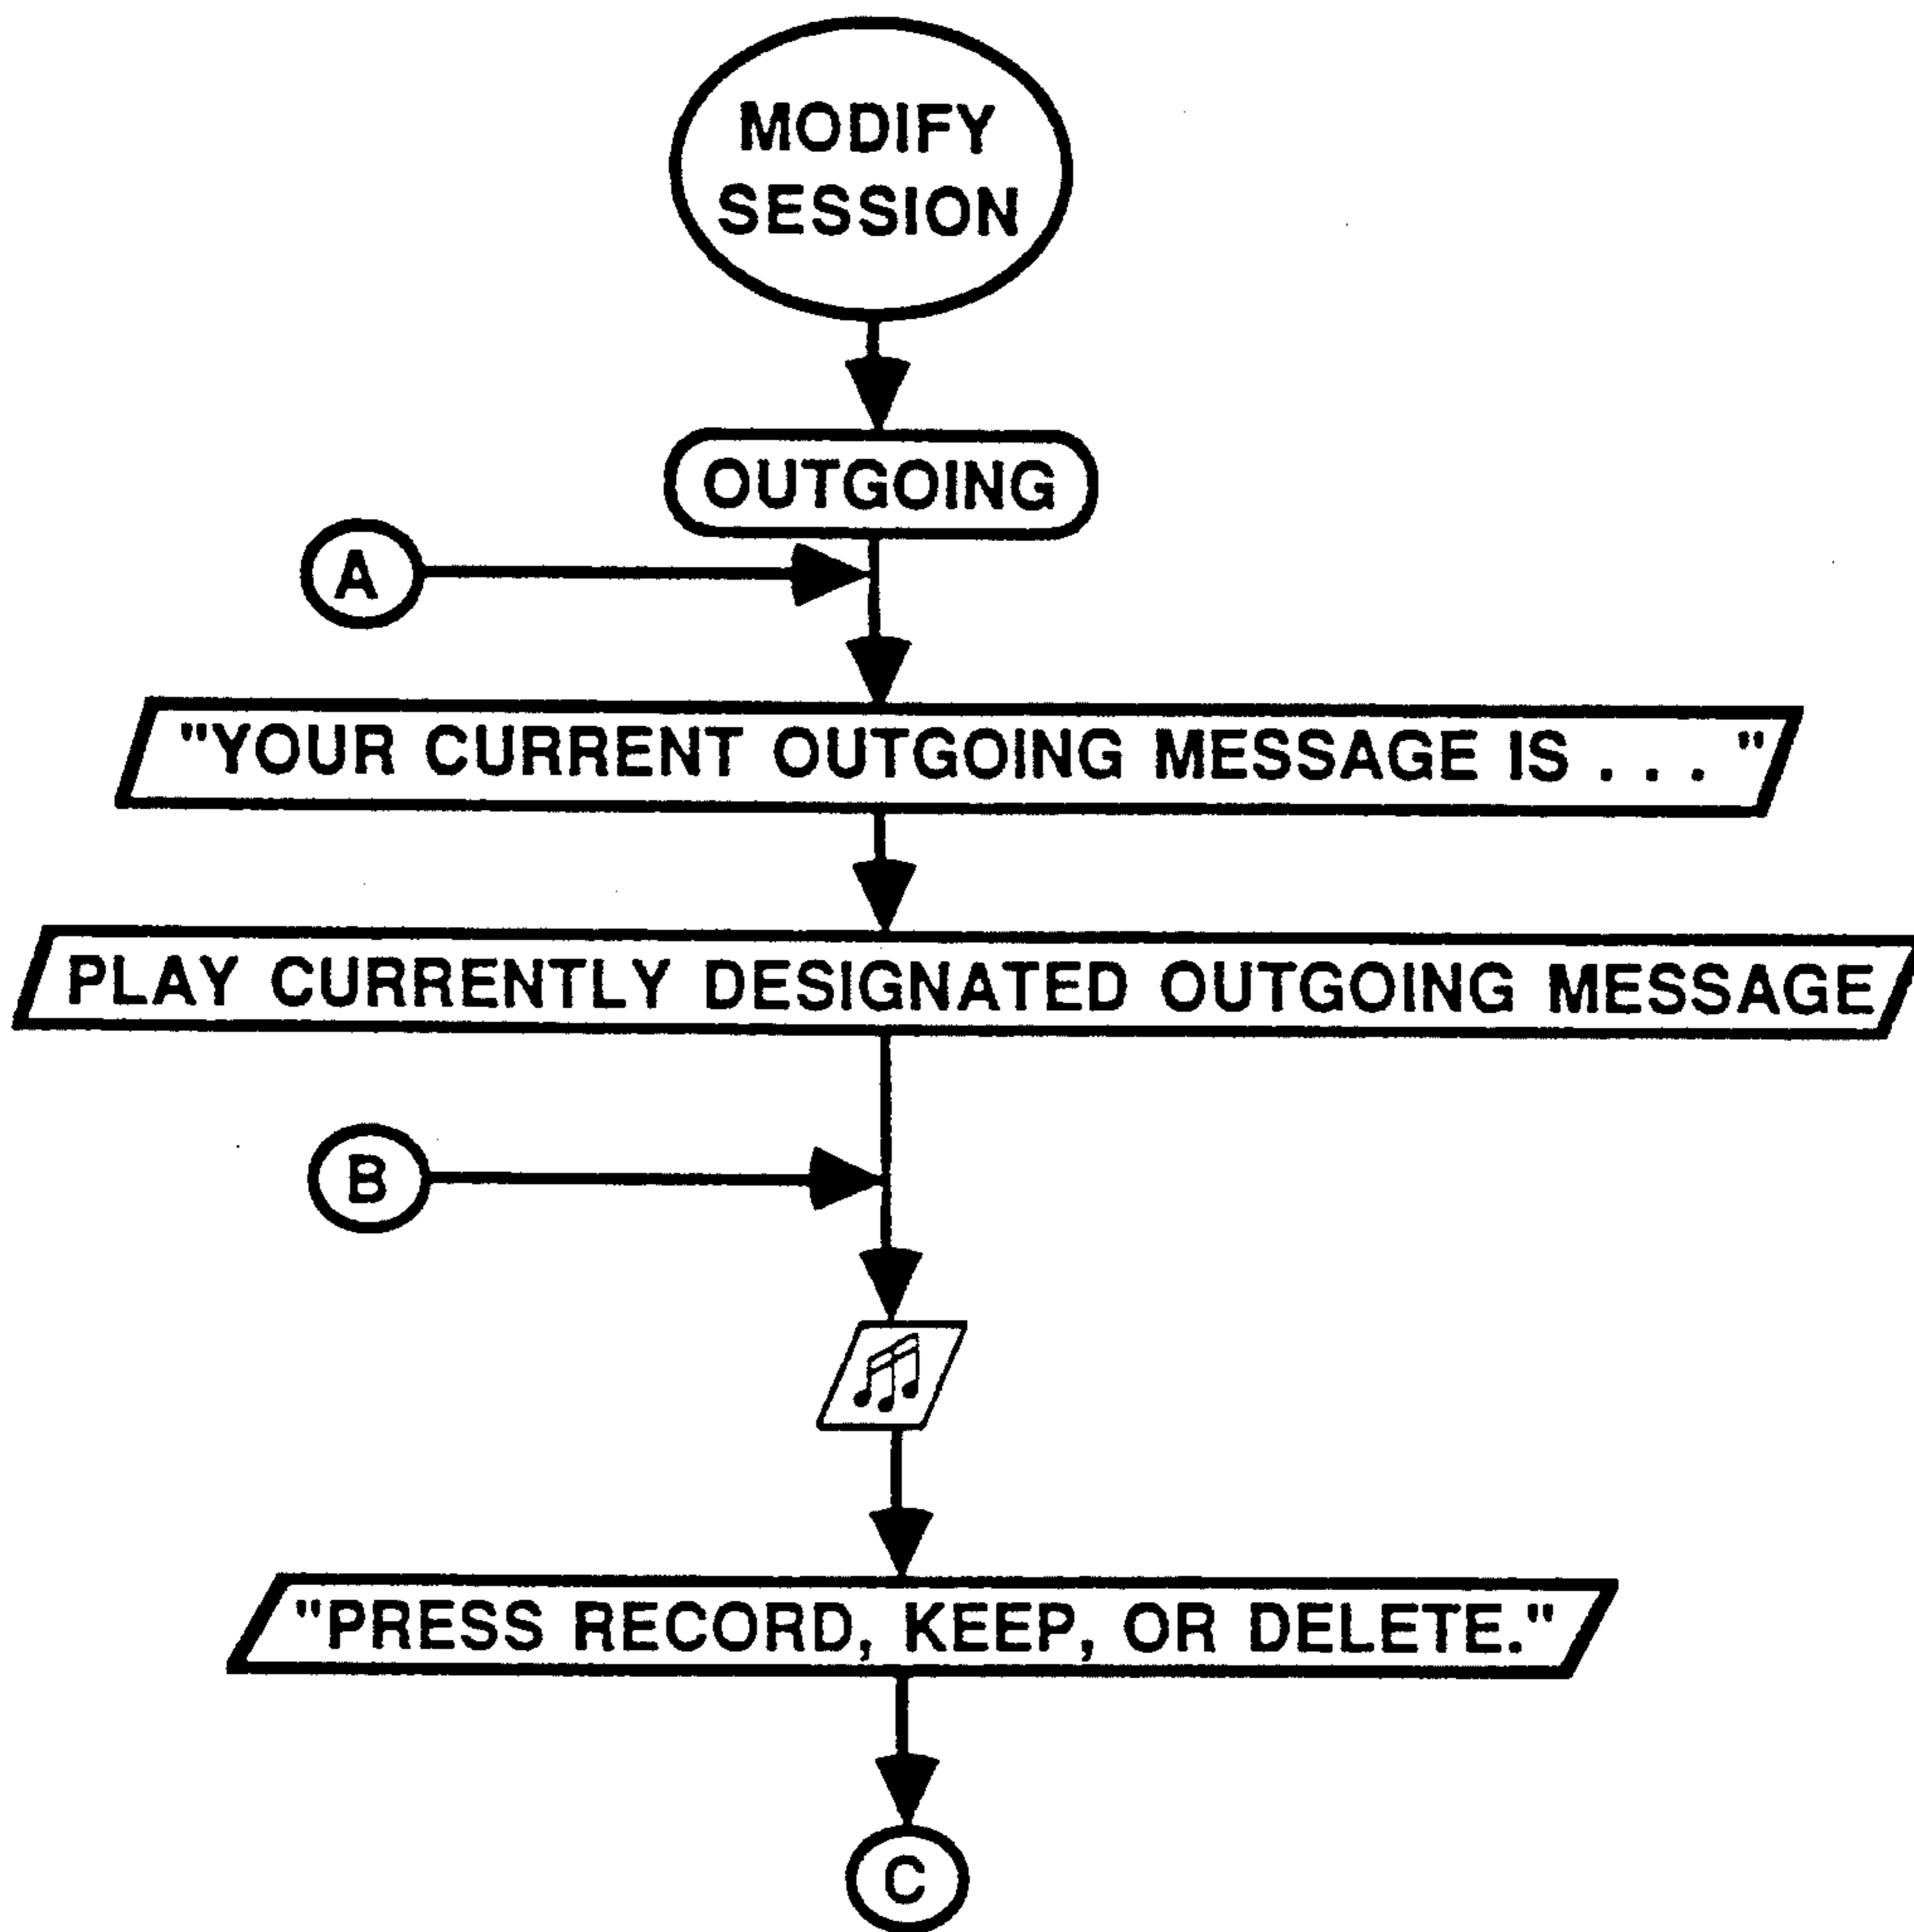 MODIFY
SESSION
OUTGOING
A
"YOUR CURRENT OUTGOING MESSAGE IS . . . "
PLAY CURRENTLY DESIGNATED OUTGOING MESSAGE
B
"PRESS RECORD, KEEP, OR DELETE."
C